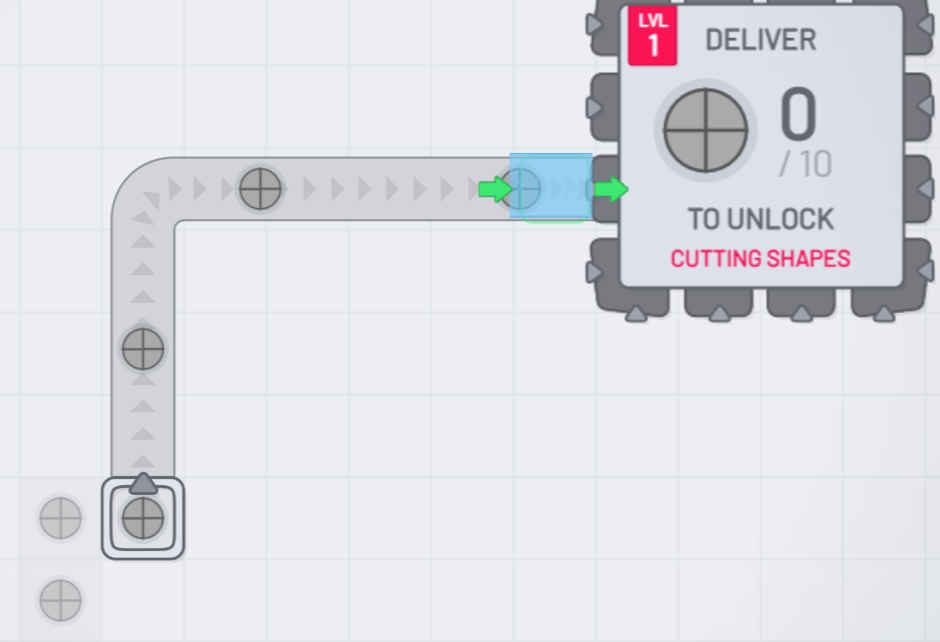 LVL
1
DELIVER
0
/ 10
TO UNLOCK
CUTTING SHAPES